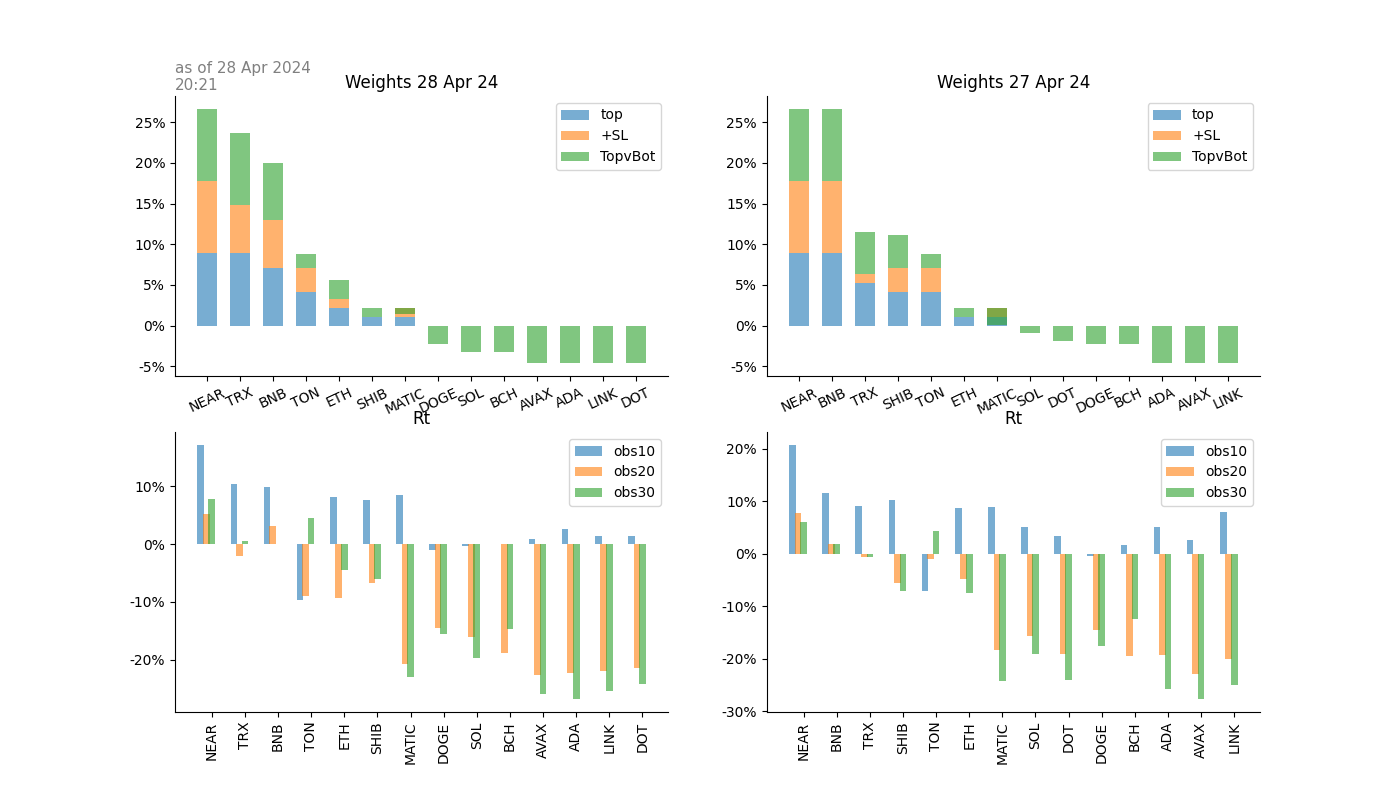 as of 28 Apr 2024
20:21
Weights 28 Apr 24
25%
20%
15%
10%
5%
0%
-5%
top
+SL
TopvBot
NEAR TRX BNB TON ETH SHIB MATIC DOGE SOL BCH AVAX ADA LINK DOT
Weights 27 Apr 24
25%
20%
15%
10%
5%
0%
-5%
top
+SL
TopvBot
NEAR BNB TRX SHIB TON ETH MATIC SOL DOT DOGE BCH ADA AVAX LINK
Rt
10%
0%
-10%
-20%
obs10
obs20
obs30
NEAR TRX BNB TON ETH SHIB MATIC DOGE SOL BCH AVAX ADA LINK DOT
Rt
20%
10%
0%
-10%
-20%
-30%
obs10
obs20
obs30
NEAR BNB TRX SHIB TON ETH MATIC SOL DOT DOGE BCH ADA AVAX LINK